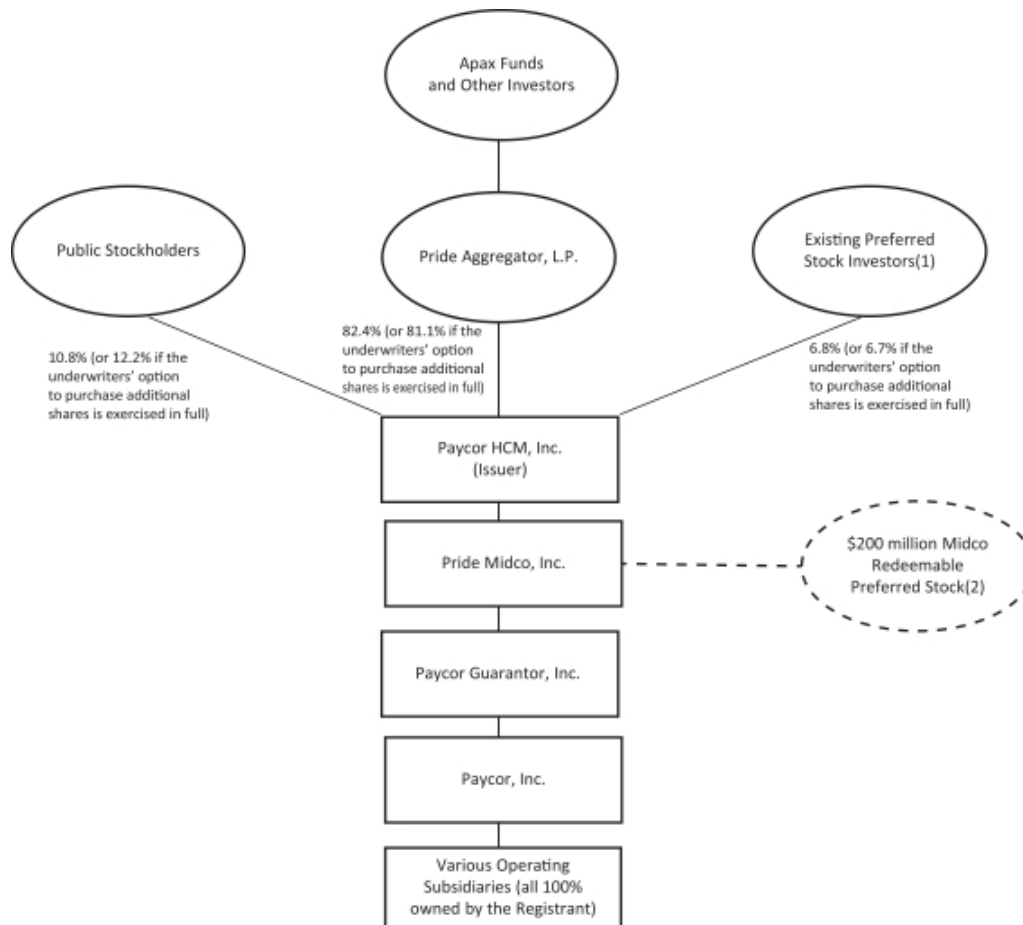 Apax Funds
and Other Investors
Public Stockholders
Pride Aggregator, L.P.
Existing Preferred
Stock Investors(1)
10.8% (or 12.2% if the
underwriters’ option
to purchase additional
shares is exercised in full)
82.4% (or 81.1% if the
underwriters’ option
to purchase additional
shares is exercised in full)
6.8% (or 6.7% if the
underwriters’ option
to purchase additional
shares is exercised in full)
Paycor HCM, Inc.
(Issuer)
Pride Midco, Inc.
$200 million Midco
Redeemable
Preferred Stock(2)
Paycor Guarantor, Inc.
Paycor, Inc.
Various Operating
Subsidiaries (all 100%
owned by the Registrant)